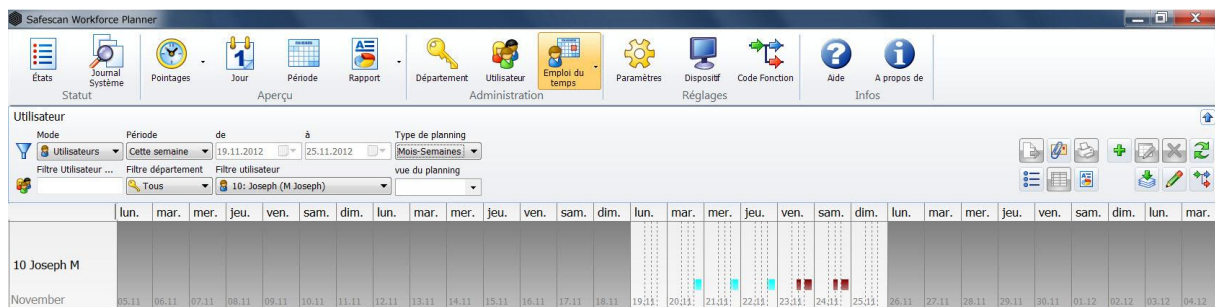 Safescan Workforce Planner
États
Journal Système
Pointages
Jour
Période
Rapport
Département
Utilisateur
Emploi du temps
Paramètres
Dispositif
Code Fonction
Aide
A propos de
Statut
Aperçu
Administration
Réglages
Infos
Utilisateur
Mode Période de à Type de planning
Utilisateurs Cette semaine 19.11.2012 25.11.2012 Mois-Semaines
Filtre Utilisateur ... Filtre département Filtre utilisateur vue du planning
Tous 10: Joseph (M Joseph)
lun. mar. mer. jeu. ven. sam. dim. lun. mar. mer. jeu. ven. sam. dim. lun. mar. mer. jeu. ven. sam. dim. lun. mar. mer. jeu. ven. sam. dim. lun. mar.
10 Joseph M
November 05.11 06.11 07.11 08.11 09.11 10.11 11.11 12.11 13.11 14.11 15.11 16.11 17.11 18.11 19.11 20.11 21.11 22.11 23.11 24.11 25.11 26.11 27.11 28.11 29.11 30.11 01.12 02.12 03.12 04.12